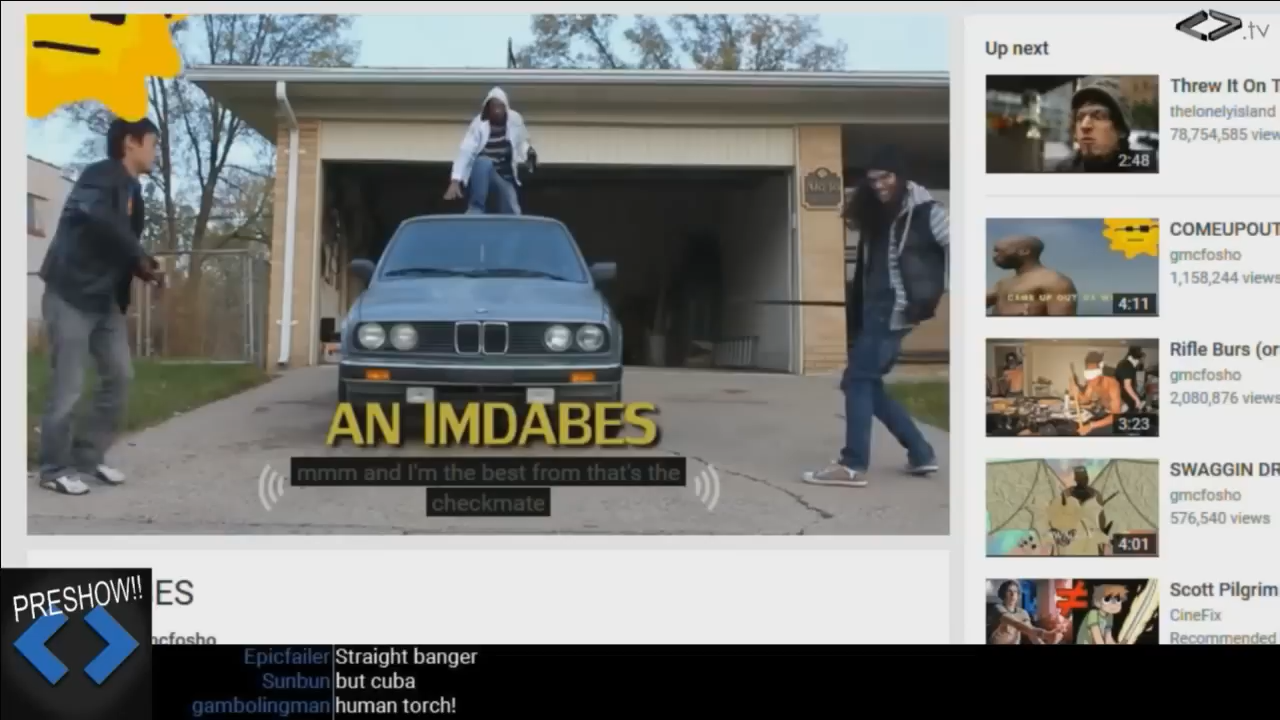 .tv
Up next
Threw It On T
thelonelyisland
78,754,585 view
2:48
COMEUPOUT
gmcfosho
1,158,244 views
4:11
Rifle Burs (or
gmcfosho
2,080,876 views
3:23
SWAGGIN DR
gmcfosho
576,540 views
4:01
Scott Pilgrim
CineFix
Recommended
AN IMDABES
mmm and I'm the best from that's the
checkmate
ES
mcfosho
PRESHOW!!
Epicfailer Straight banger
Sunbun but cuba
gambolingman human torch!